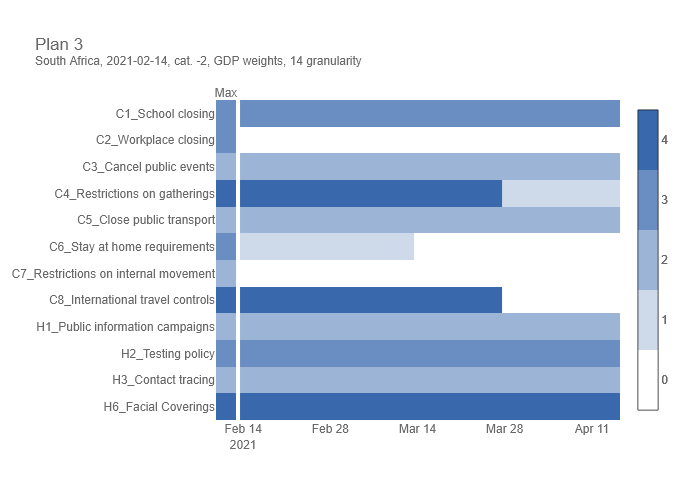 Plan 3
South Africa, 2021-02-14, cat. -2, GDP weights, 14 granularity
Max
C1_School closing
C2_Workplace closing
C3_Cancel public events
C4_Restrictions on gatherings
C5_Close public transport
C6_Stay at home requirements
C7_Restrictions on internal movement
C8_International travel controls
H1_Public information campaigns
H2_Testing policy
H3_Contact tracing
H6_Facial Coverings
Feb 14 Feb 28 Mar 14 Mar 28 Apr 11
2021
4
3
2
1
0